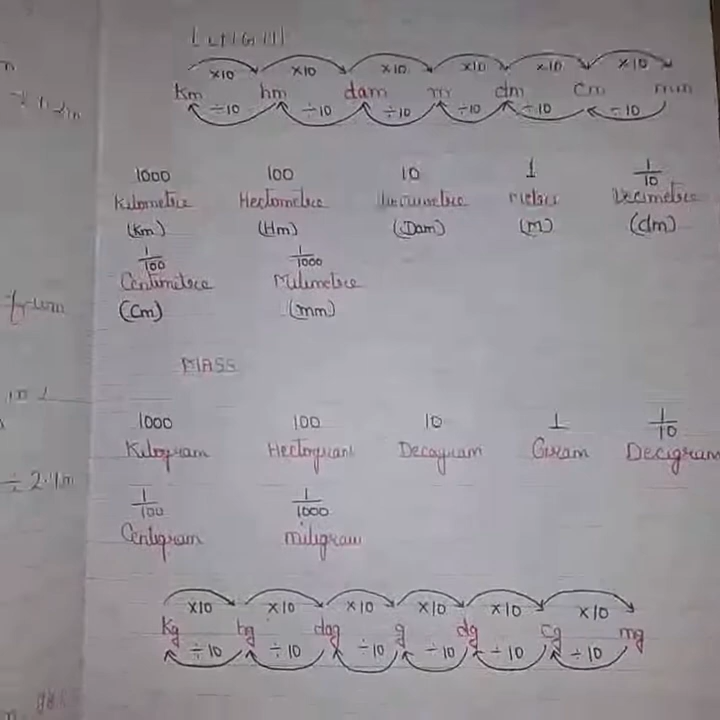 LENGTH
×10 ×10 ×10 ×10 ×10 ×10
Km hm dam m dm Cm mm
÷10 ÷10 ÷10 ÷10 ÷10 ÷10
1000 100 10 1 1/10
Kilometre Hectometre Decametre Metre Decimetre
(Km) (Hm) (Dam) (m) (dm)
1/100 1/1000
Centimetre Milimetre
(Cm) (mm)
MASS
1000 100 10 1 1/10
Kilogram Hectogram Decagram Gram Decigram
1/100 1/1000
Centigram miligram
×10 ×10 ×10 ×10 ×10 ×10
Kg hg dag g dg cg mg
÷10 ÷10 ÷10 ÷10 ÷10 ÷10